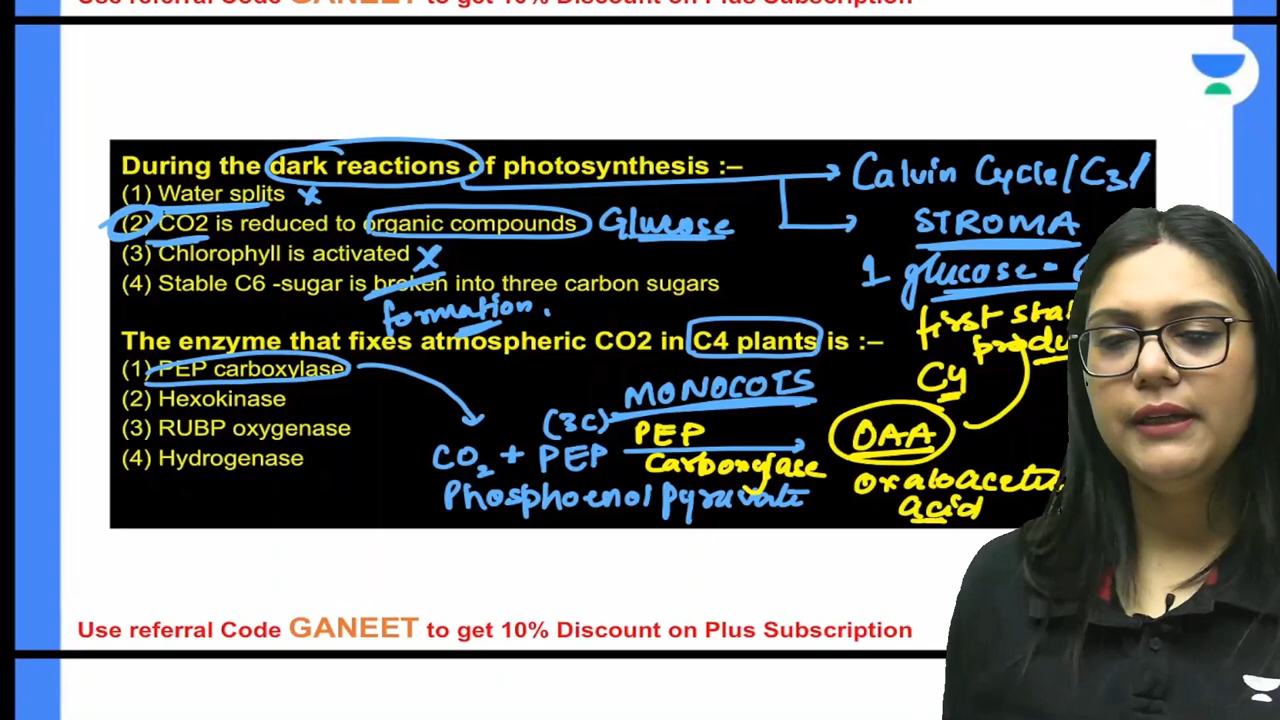 Use referral Code GANEET to get 10% Discount on Plus Subscription
During the dark reactions of photosynthesis :–
(1) Water splits x
(2) CO2 is reduced to organic compounds Glucose
(3) Chlorophyll is activated x
(4) Stable C6 -sugar is broken into three carbon sugars
formation.
Calvin Cycle/C3/
STROMA
1 glucose =
first
CY
The enzyme that fixes atmospheric CO2 in C4 plants is :–
(1) PEP carboxylase
(2) Hexokinase
(3) RUBP oxygenase
(4) Hydrogenase
MONOCOTS
(3C)
CO2 + PEP
PEP
Carboxylase
OAA
Phosphoenol Pyruvate
acid
Use referral Code GANEET to get 10% Discount on Plus Subscription